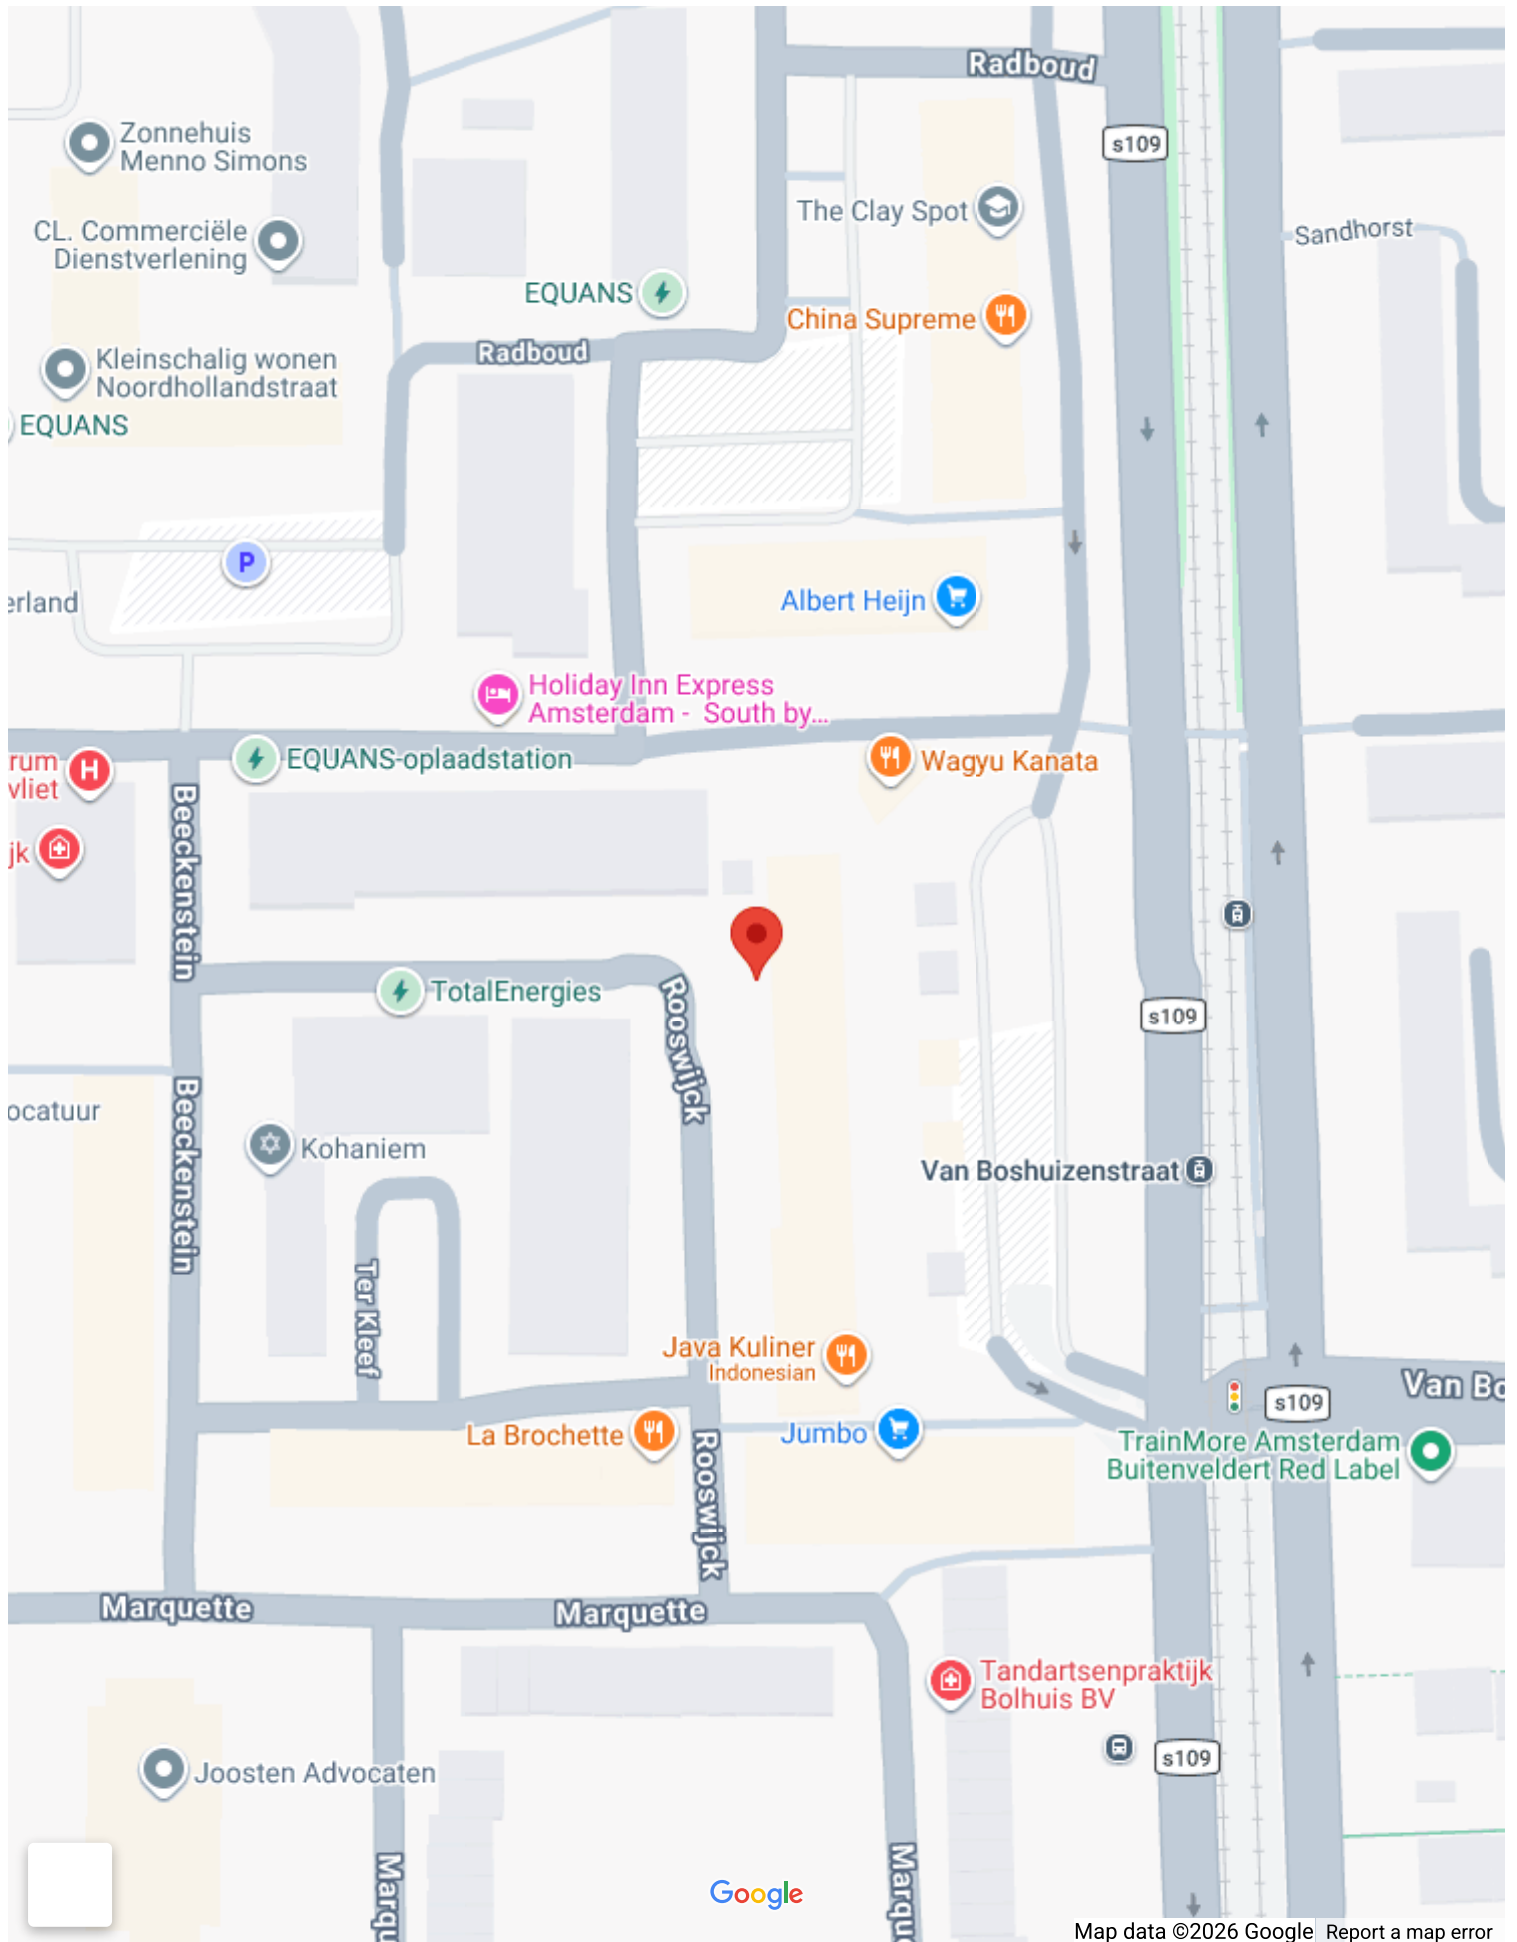 Radboud
s109
Zonnehuis
Menno Simons
The Clay Spot
CL. Commerciële
Dienstverlening
Sandhorst
EQUANS
China Supreme
Radboud
Kleinschalig wonen
Noordhollandstraat
EQUANS
P
erland
Albert Heijn
Holiday Inn Express
Amsterdam - South by...
EQUANS-oplaadstation
Wagyu Kanata
rum
vliet
H
jk
Beeckenstein
TotalEnergies
Rooswijck
s109
Beeckenstein
ocatuur
Kohaniem
Van Boshuizenstraat
Ter Kleef
Java Kuliner
Indonesian
Van Bo
s109
La Brochette
Jumbo
TrainMore Amsterdam
Buitenveldert Red Label
Rooswijck
Marquette
Marquette
Tandartsenpraktijk
Bolhuis BV
s109
Joosten Advocaten
Marqu
Marque
Google
Map data ©2026 Google
Report a map error